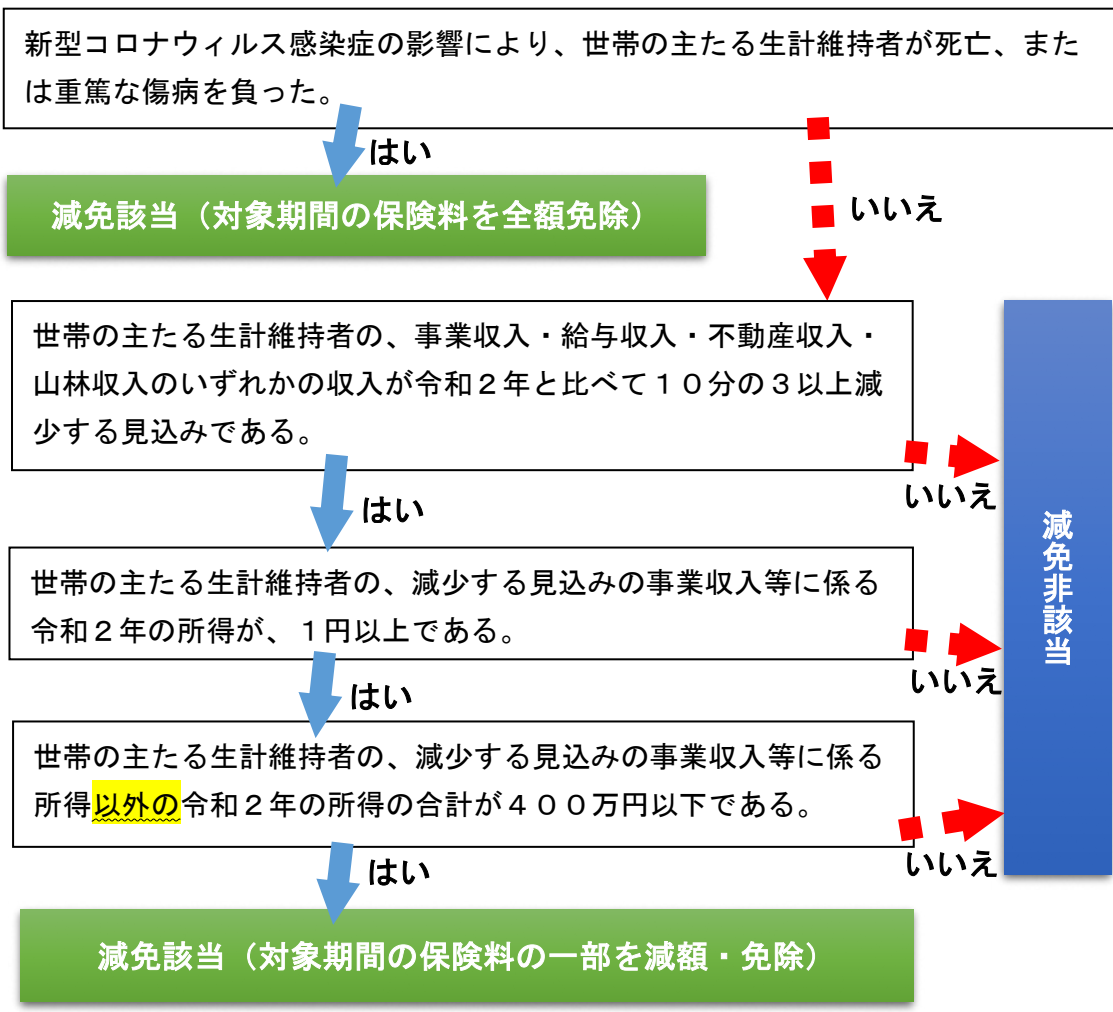 新型コロナウィルス感染症の影響により、世帯の主たる生計維持者が死亡、また
は重篤な傷病を負った。
はい
いいえ
減免該当（対象期間の保険料を全額免除）
世帯の主たる生計維持者の、事業収入・給与収入・不動産収入・
山林収入のいずれかの収入が令和２年と比べて１０分の３以上減
少する見込みである。
いいえ
はい
減免非該当
世帯の主たる生計維持者の、減少する見込みの事業収入等に係る
令和２年の所得が、１円以上である。
いいえ
はい
世帯の主たる生計維持者の、減少する見込みの事業収入等に係る
所得以外の令和２年の所得の合計が４００万円以下である。
いいえ
はい
減免該当（対象期間の保険料の一部を減額・免除）